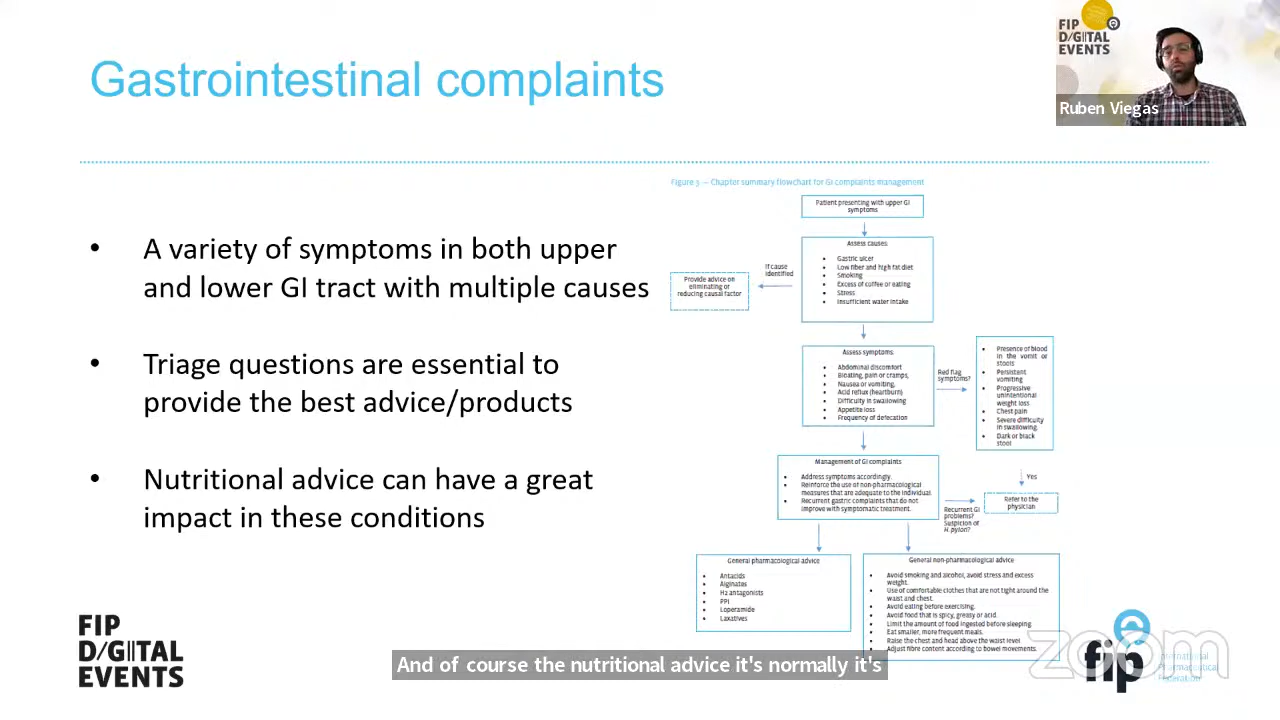 Gastrointestinal complaints
FIP
D/G||TAL
EVENTS
Ruben Viegas
• A variety of symptoms in both upper
and lower GI tract with multiple causes
• Triage questions are essential to
provide the best advice/products
• Nutritional advice can have a great
impact in these conditions
Figure 3 – Chapter summary flowchart for GI complaints management
Patient presenting with upper GI
symptoms
Assess causes:
• Gastric ulcer
• Low fiber and high fat diet
• Smoking
• Excess of coffee or eating
• Stress
• Insufficient water intake
If cause
identified
Provide advice on
eliminating or
reducing causal factor
Assess symptoms:
• Abdominal discomfort
• Bloating, pain or cramps,
• Nausea or vomiting,
• Acid reflux (heartburn)
• Difficulty in swallowing
• Appetite loss
• Frequency of defecation
Red flag
symptoms?
• Presence of blood
in the vomit or
stools
• Persistent
vomiting
• Progressive
unintentional
weight loss
• Chest pain
• Severe difficulty
in swallowing.
• Dark or black
stool
Yes
Refer to the
physician
Management of GI complaints
• Address symptoms accordingly.
• Reinforce the use of non-pharmacological
measures that are adequate to the individual.
• Recurrent gastric complaints that do not
improve with symptomatic treatment.
Recurrent GI
problems?
Suspicion of
H. pylori?
General pharmacological advice
• Antacids
• Alginates
• H2 antagonists
• PPI
• Loperamide
• Laxatives
General non-pharmacological advice
• Avoid smoking and alcohol, avoid stress and excess
weight.
• Use of comfortable clothes that are not tight around the
waist and chest.
• Avoid eating before exercising.
• Avoid food that is spicy, greasy or acid.
• Limit the amount of food ingested before sleeping.
• Eat smaller, more frequent meals.
• Raise the chest and head above the waist level
• Adjust fibre content according to bowel movements.
FIP
D/G||TAL
EVENTS
And of course the nutritional advice it's normally it's
zoom
fip
International
Pharmaceutical
Federation